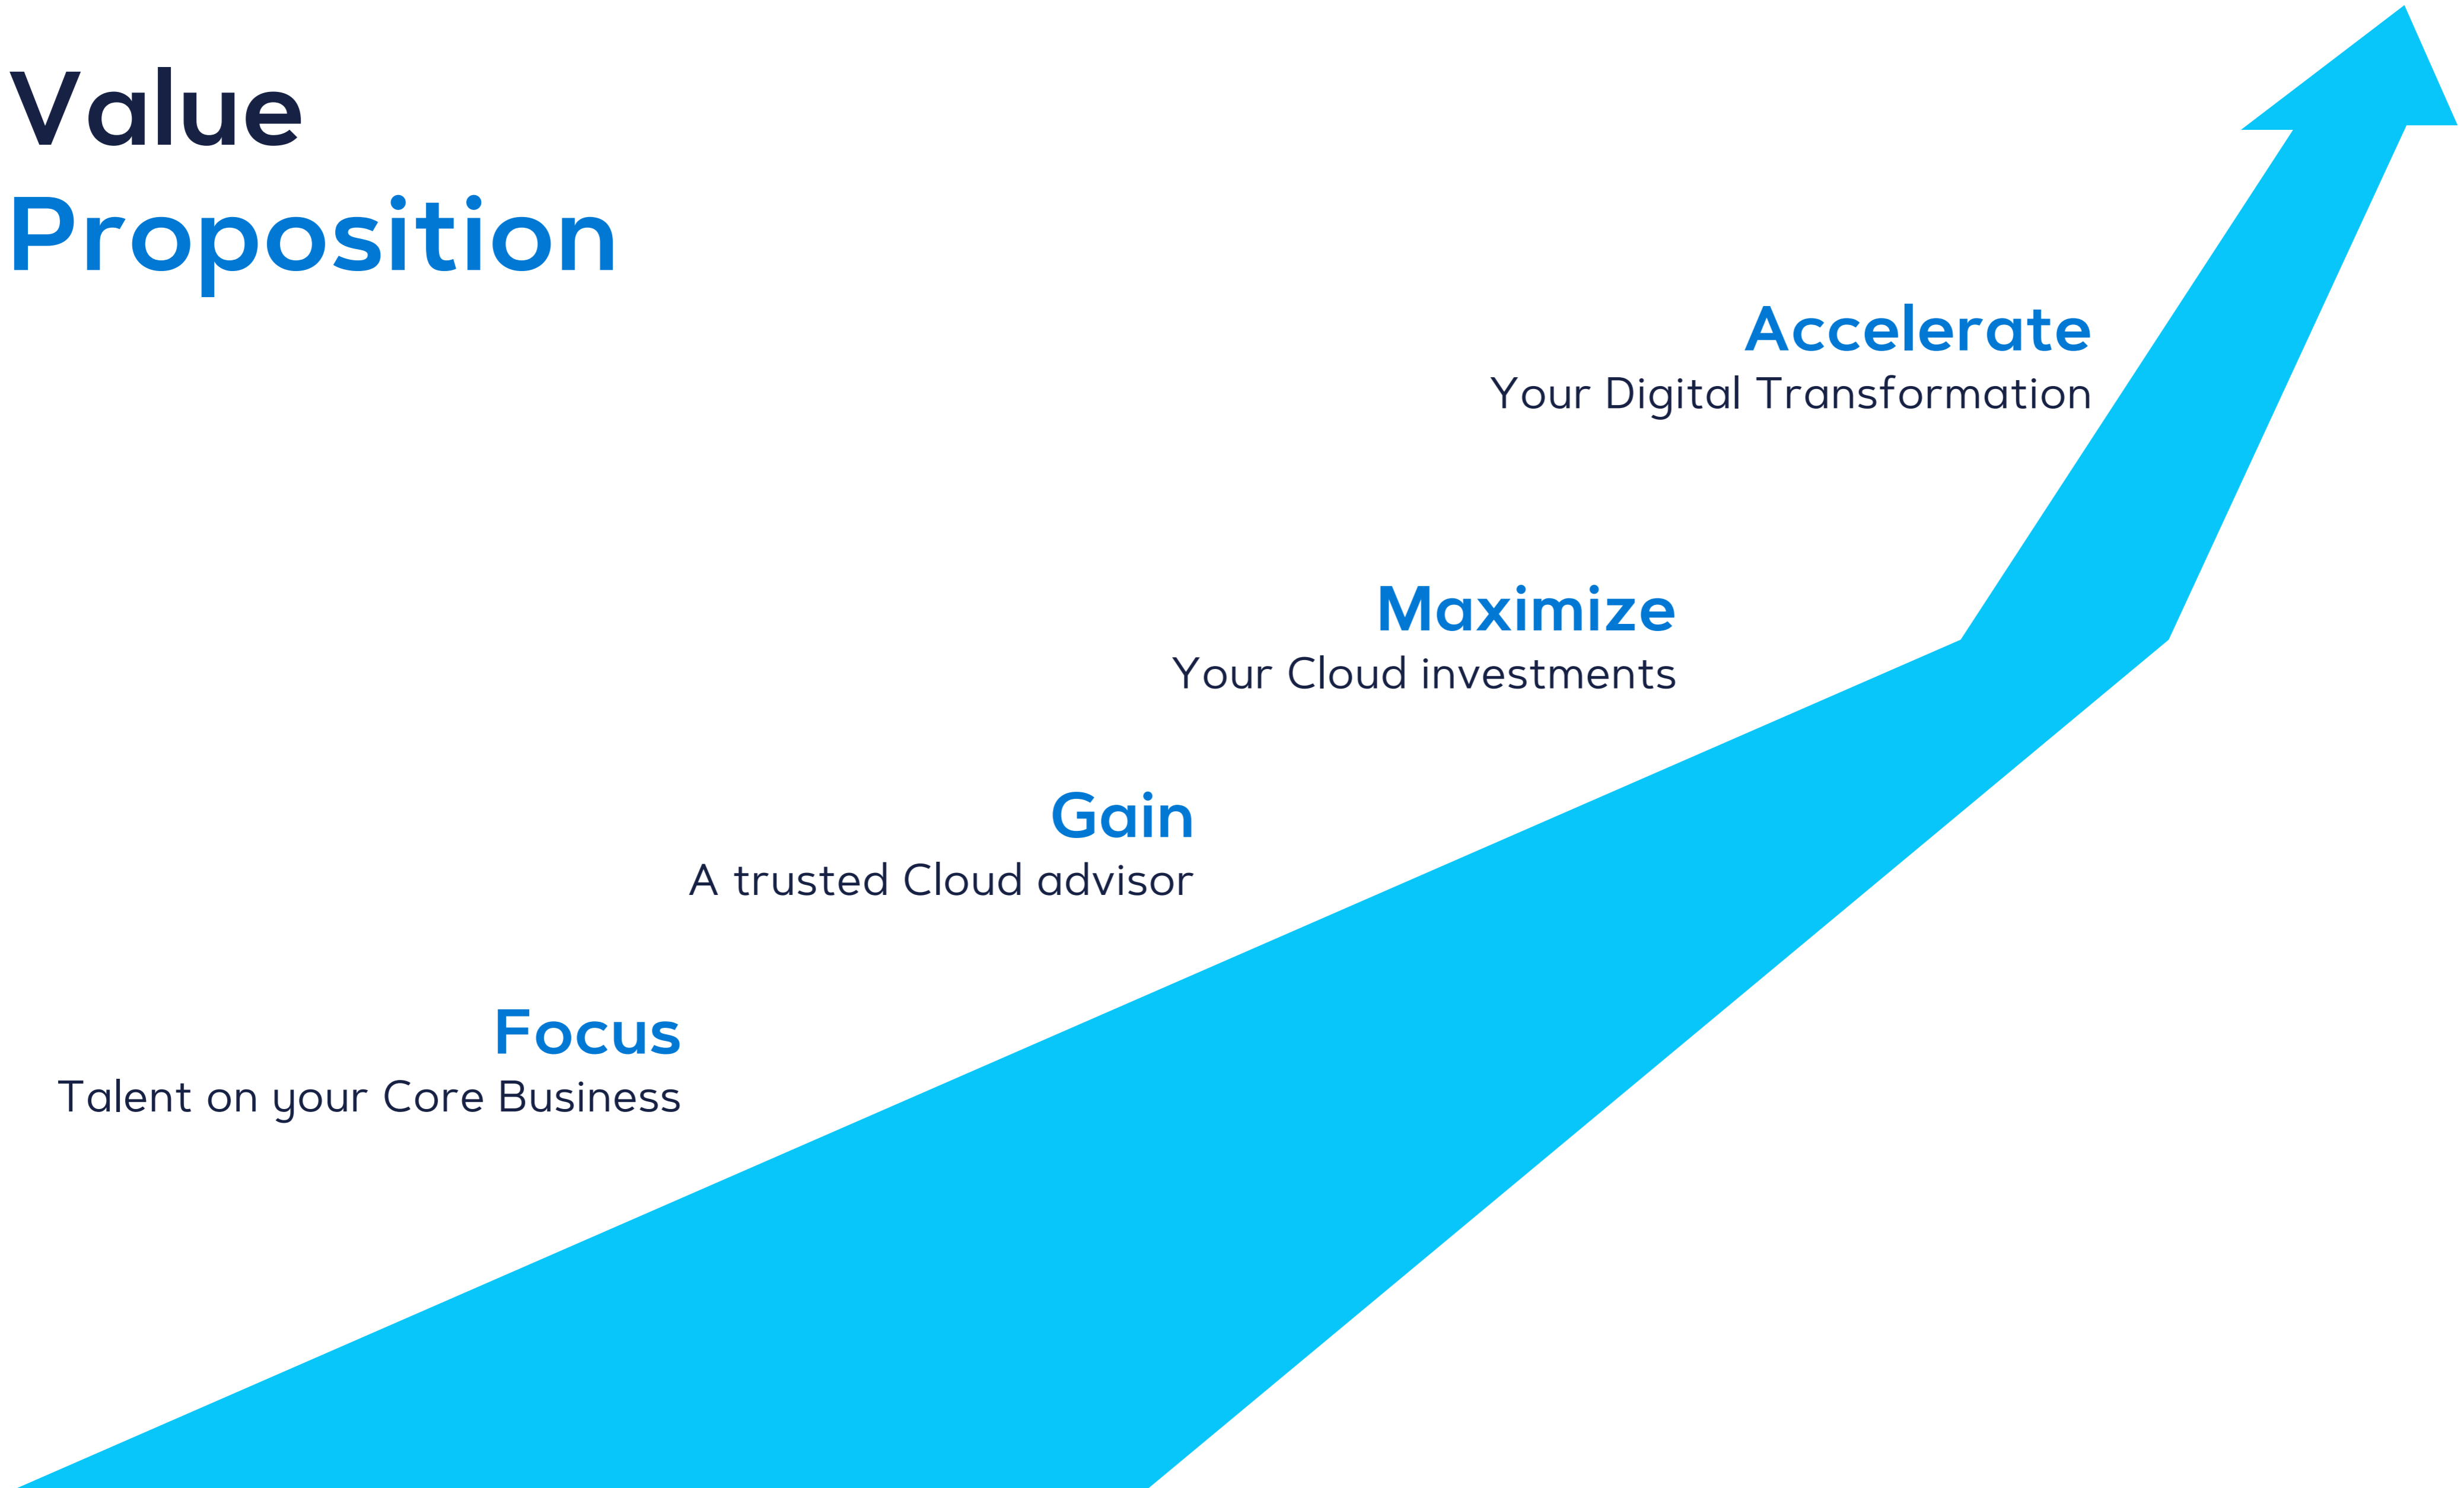 Value
Proposition
Accelerate
Your Digital Transformation
Maximize
Your Cloud investments
Gain
A trusted Cloud advisor
Focus
Talent on your Core Business